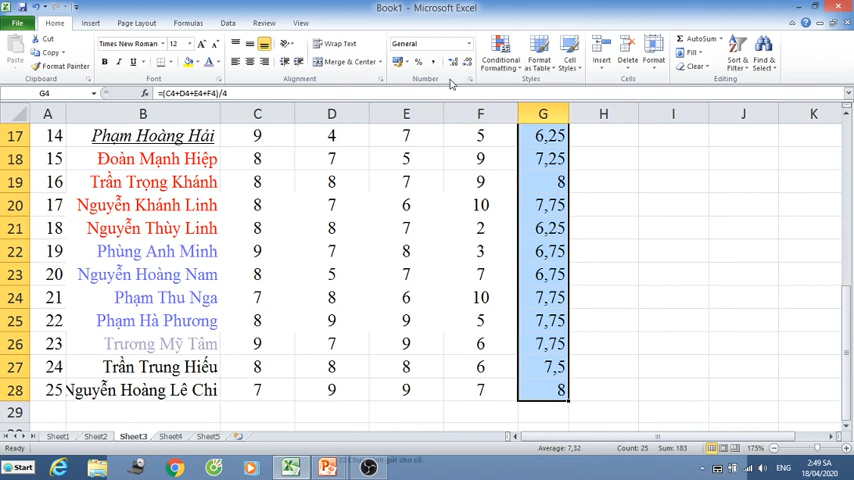 Book1 - Microsoft Excel
File Home Insert Page Layout Formulas Data Review View
Cut
Copy
Format Painter
Paste
Clipboard
Times New Roman 12
B I U
Font
Wrap Text
Merge & Center
Alignment
General
Number
Conditional Formatting
Format as Table
Cell Styles
Styles
Insert Delete Format
Cells
AutoSum
Fill
Clear
Sort & Filter
Find & Select
Editing
G4 fx =(C4+D4+E4+F4)/4
A B C D E F G H I J K
17 14 Phạm Hoàng Hải 9 4 7 5 6,25
18 15 Đoàn Mạnh Hiệp 8 7 5 9 7,25
19 16 Trần Trọng Khánh 8 8 7 9 8
20 17 Nguyễn Khánh Linh 8 7 6 10 7,75
21 18 Nguyễn Thùy Linh 8 8 7 2 6,25
22 19 Phùng Anh Minh 9 7 8 3 6,75
23 20 Nguyễn Hoàng Nam 8 5 7 7 6,75
24 21 Phạm Thu Nga 7 8 6 10 7,75
25 22 Phạm Hà Phương 8 9 9 5 7,75
26 23 Trương Mỹ Tâm 9 7 9 6 7,75
27 24 Trần Trung Hiếu 8 8 8 6 7,5
28 25 Nguyễn Hoàng Lê Chi 7 9 9 7 8
29
Sheet1 Sheet2 Sheet3 Sheet4 Sheet5
Ready Average: 7,32 Count: 25 Sum: 183 175%
Start ENG 2:49 SA
18/04/2020